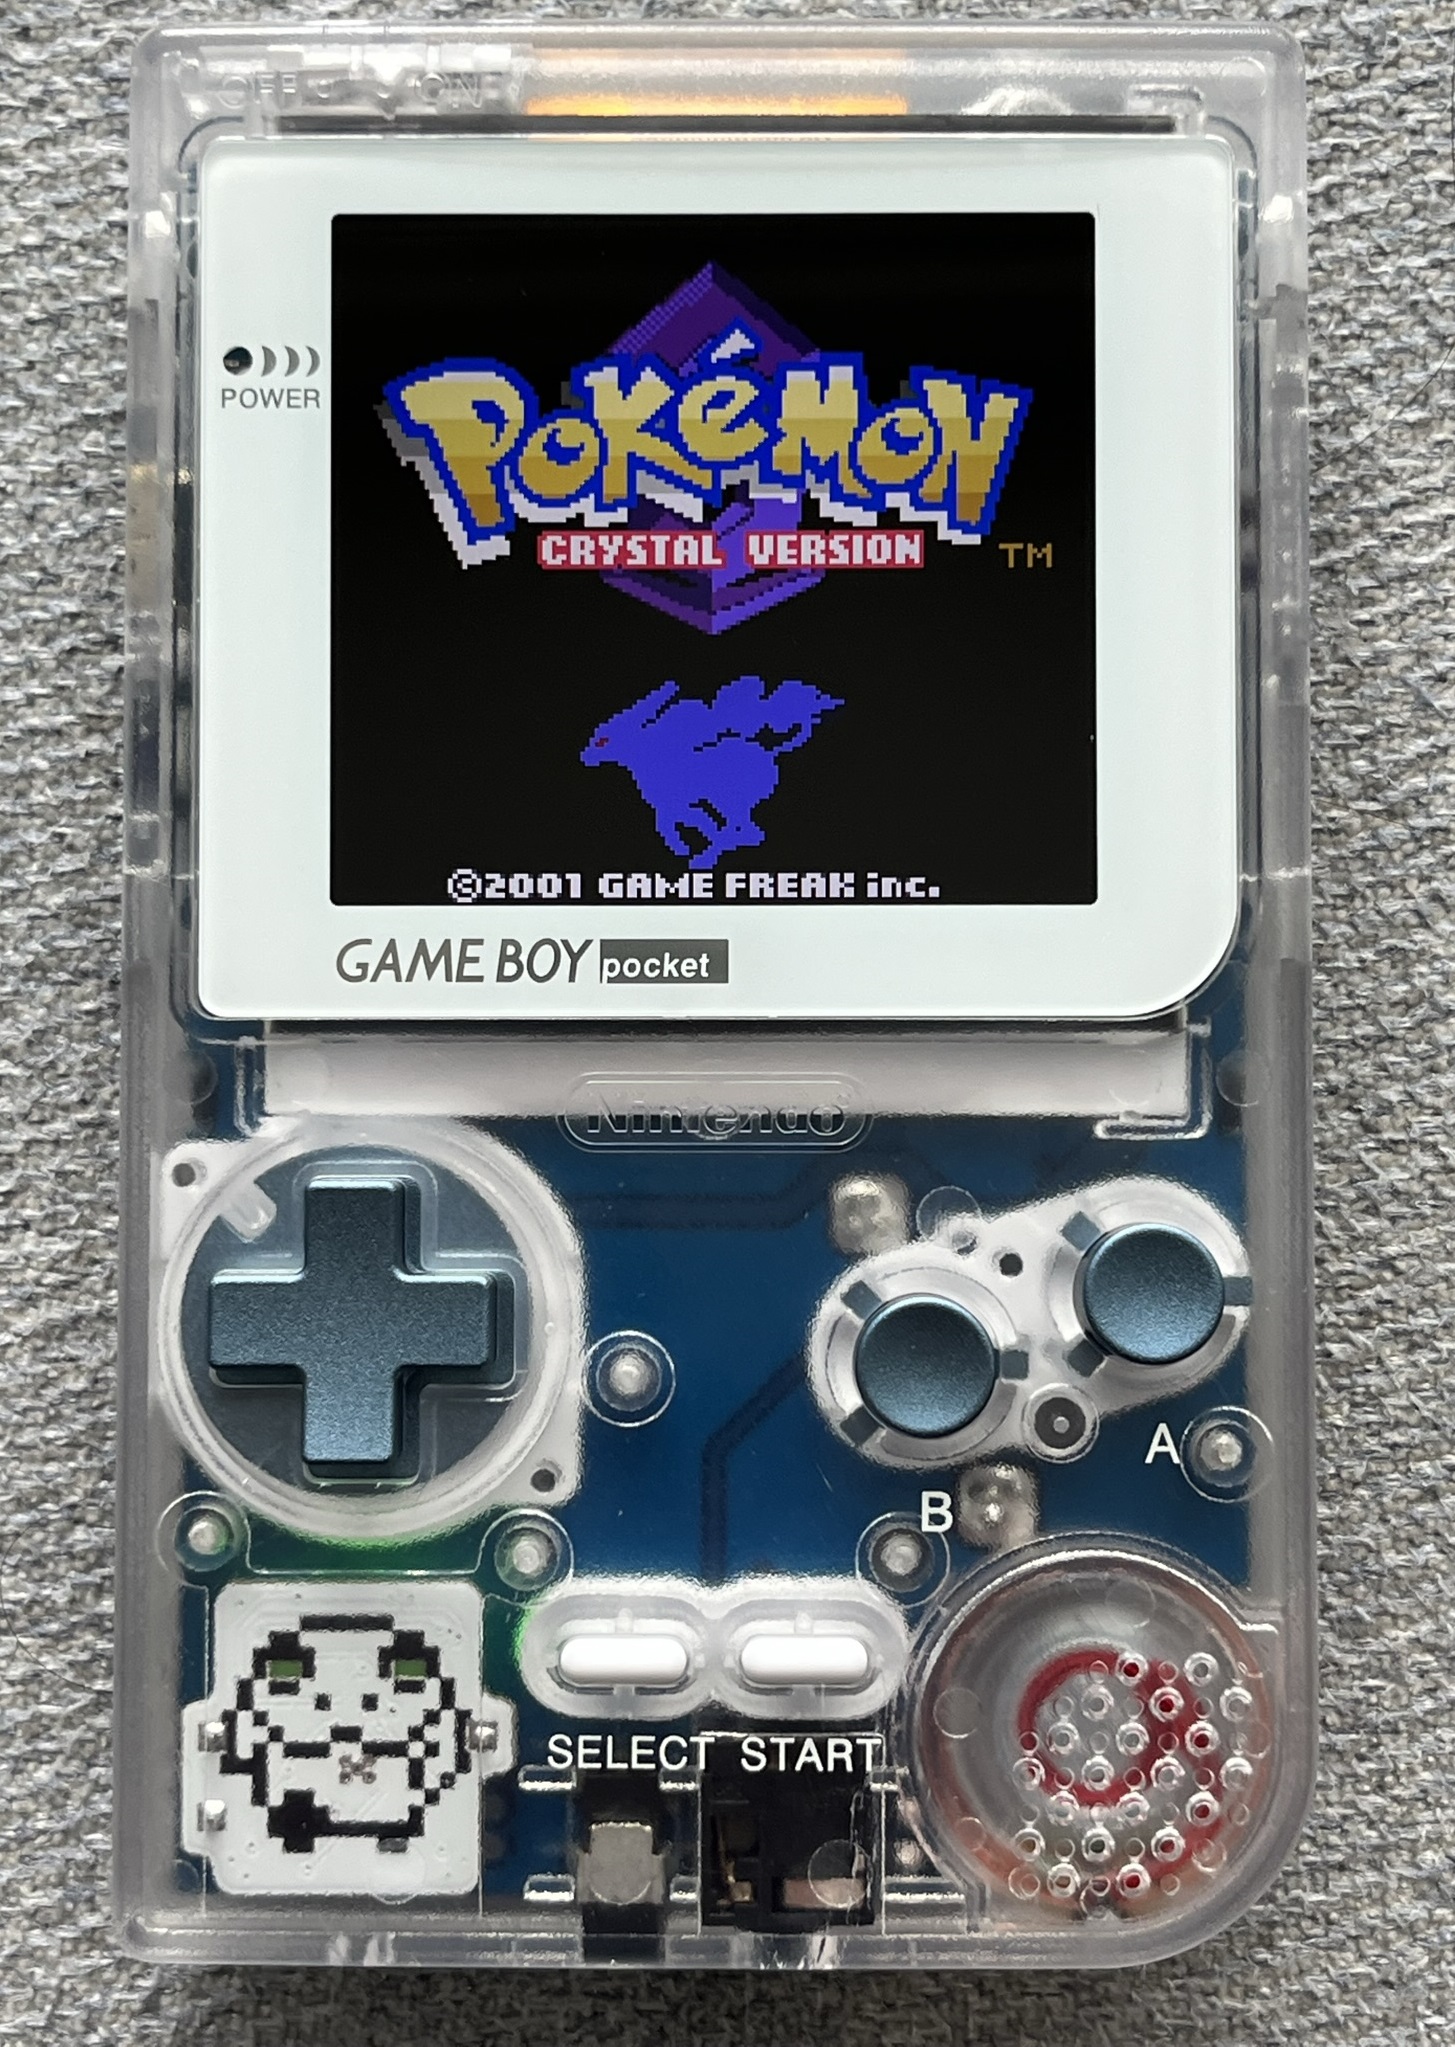 OFF ON
POKéMON
CRYSTAL VERSION TM
POWER
©2001 GAME FREAK inc.
GAME BOY pocket
Nintendo®
A
B
SELECT START